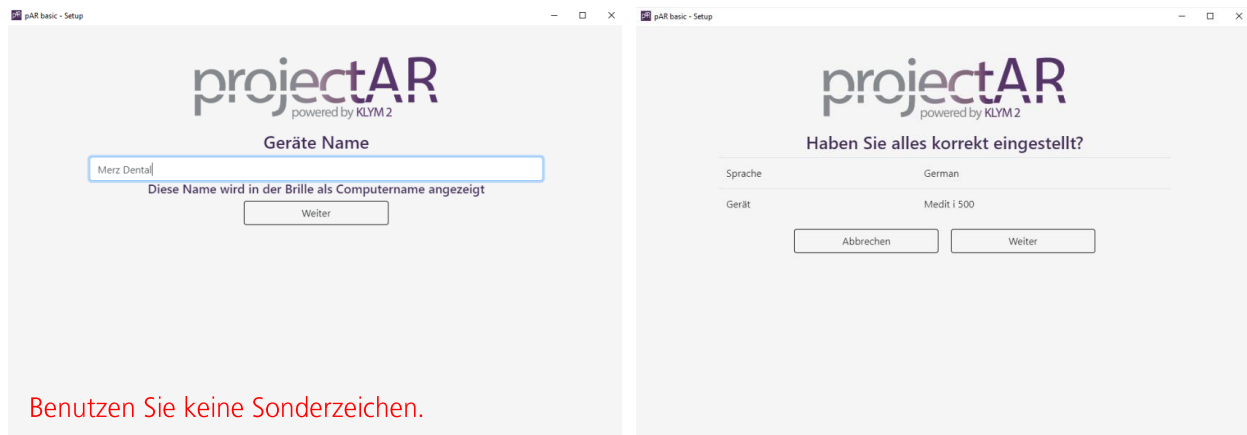 pAR basic - Setup
projectAR
powered by KLYM 2
Geräte Name
Merz Dental
Diese Name wird in der Brille als Computername angezeigt
Weiter
Benutzen Sie keine Sonderzeichen.
pAR basic - Setup
projectAR
powered by KLYM 2
Haben Sie alles korrekt eingestellt?
Sprache German
Gerät Medit i 500
Abbrechen Weiter